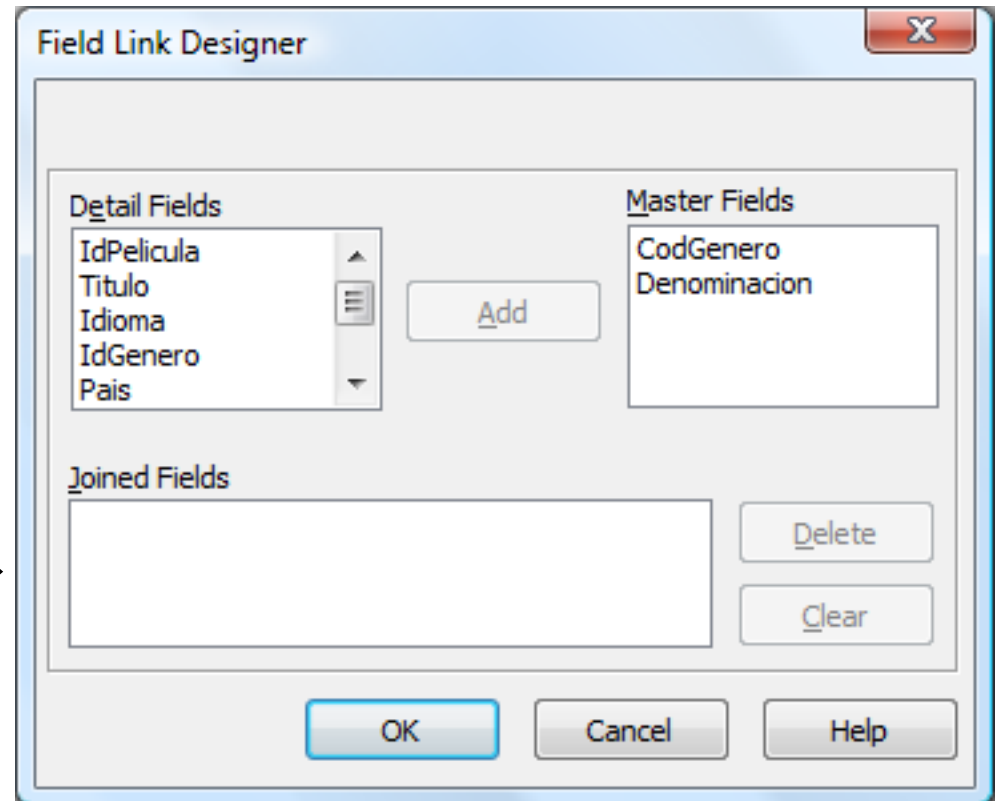 Field Link Designer
Detail Fields
IdPelicula
Titulo
Idioma
IdGenero
Pais
Add
Master Fields
CodGenero
Denominacion
Joined Fields
Delete
Clear
OK
Cancel
Help